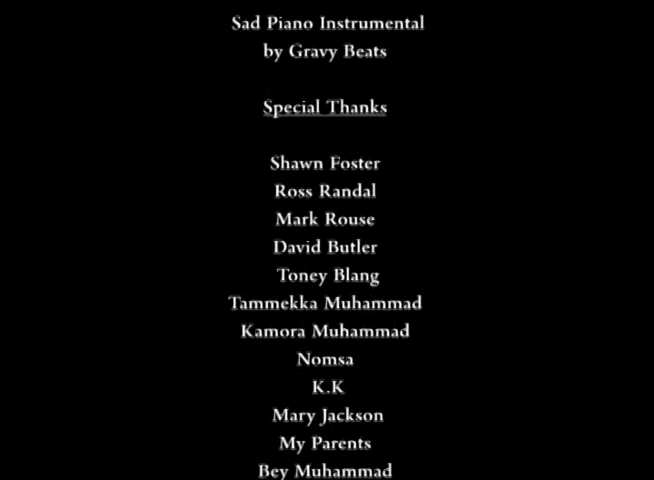 Sad Piano Instrumental
by Gravy Beats
Special Thanks
Shawn Foster
Ross Randal
Mark Rouse
David Butler
Toney Blang
Tammekka Muhammad
Kamora Muhammad
Nomsa
K.K
Mary Jackson
My Parents
Bey Muhammad